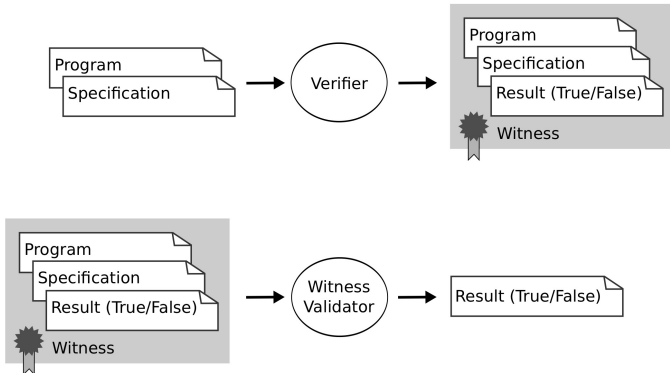 Program
Specification
Verifier
Program
Specification
Result (True/False)
Witness
Program
Specification
Result (True/False)
Witness
Witness
Validator
Result (True/False)